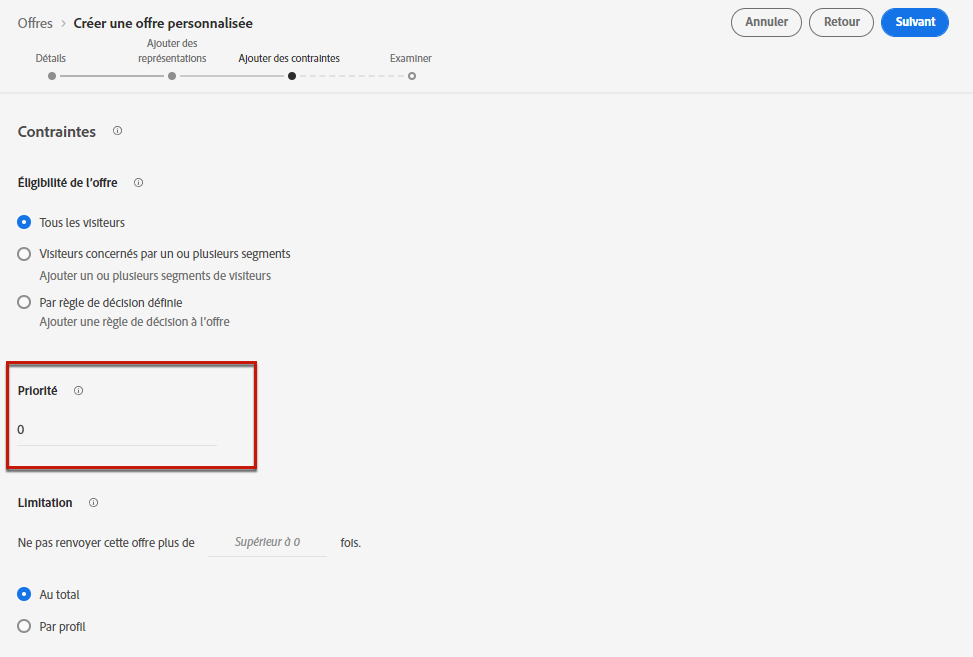 Offres > Créer une offre personnalisée
Annuler
Retour
Suivant
Détails
Ajouter des
représentations
Ajouter des contraintes
Examiner
Contraintes
Éligibilité de l'offre
Tous les visiteurs
Visiteurs concernés par un ou plusieurs segments
Ajouter un ou plusieurs segments de visiteurs
Par règle de décision définie
Ajouter une règle de décision à l'offre
Priorité
0
Limitation
Ne pas renvoyer cette offre plus de Supérieur à 0 fois.
Au total
Par profil